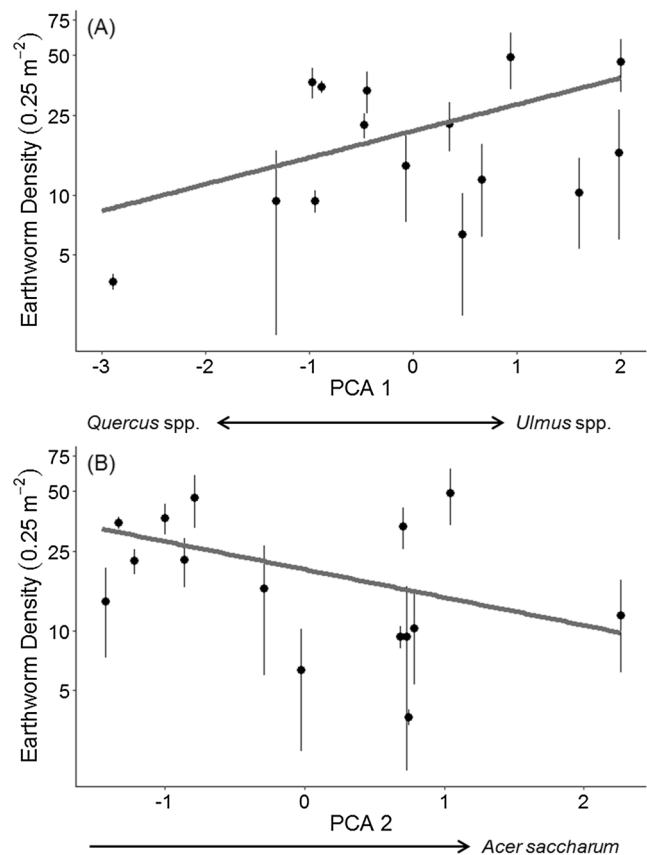 (A)
Earthworm Density (0.25 m⁻²)
75
50
25
10
5
-3 -2 -1 0 1 2
PCA 1
Quercus spp. Ulmus spp.
(B)
Earthworm Density (0.25 m⁻²)
75
50
25
10
5
-1 0 1 2
PCA 2
Acer saccharum